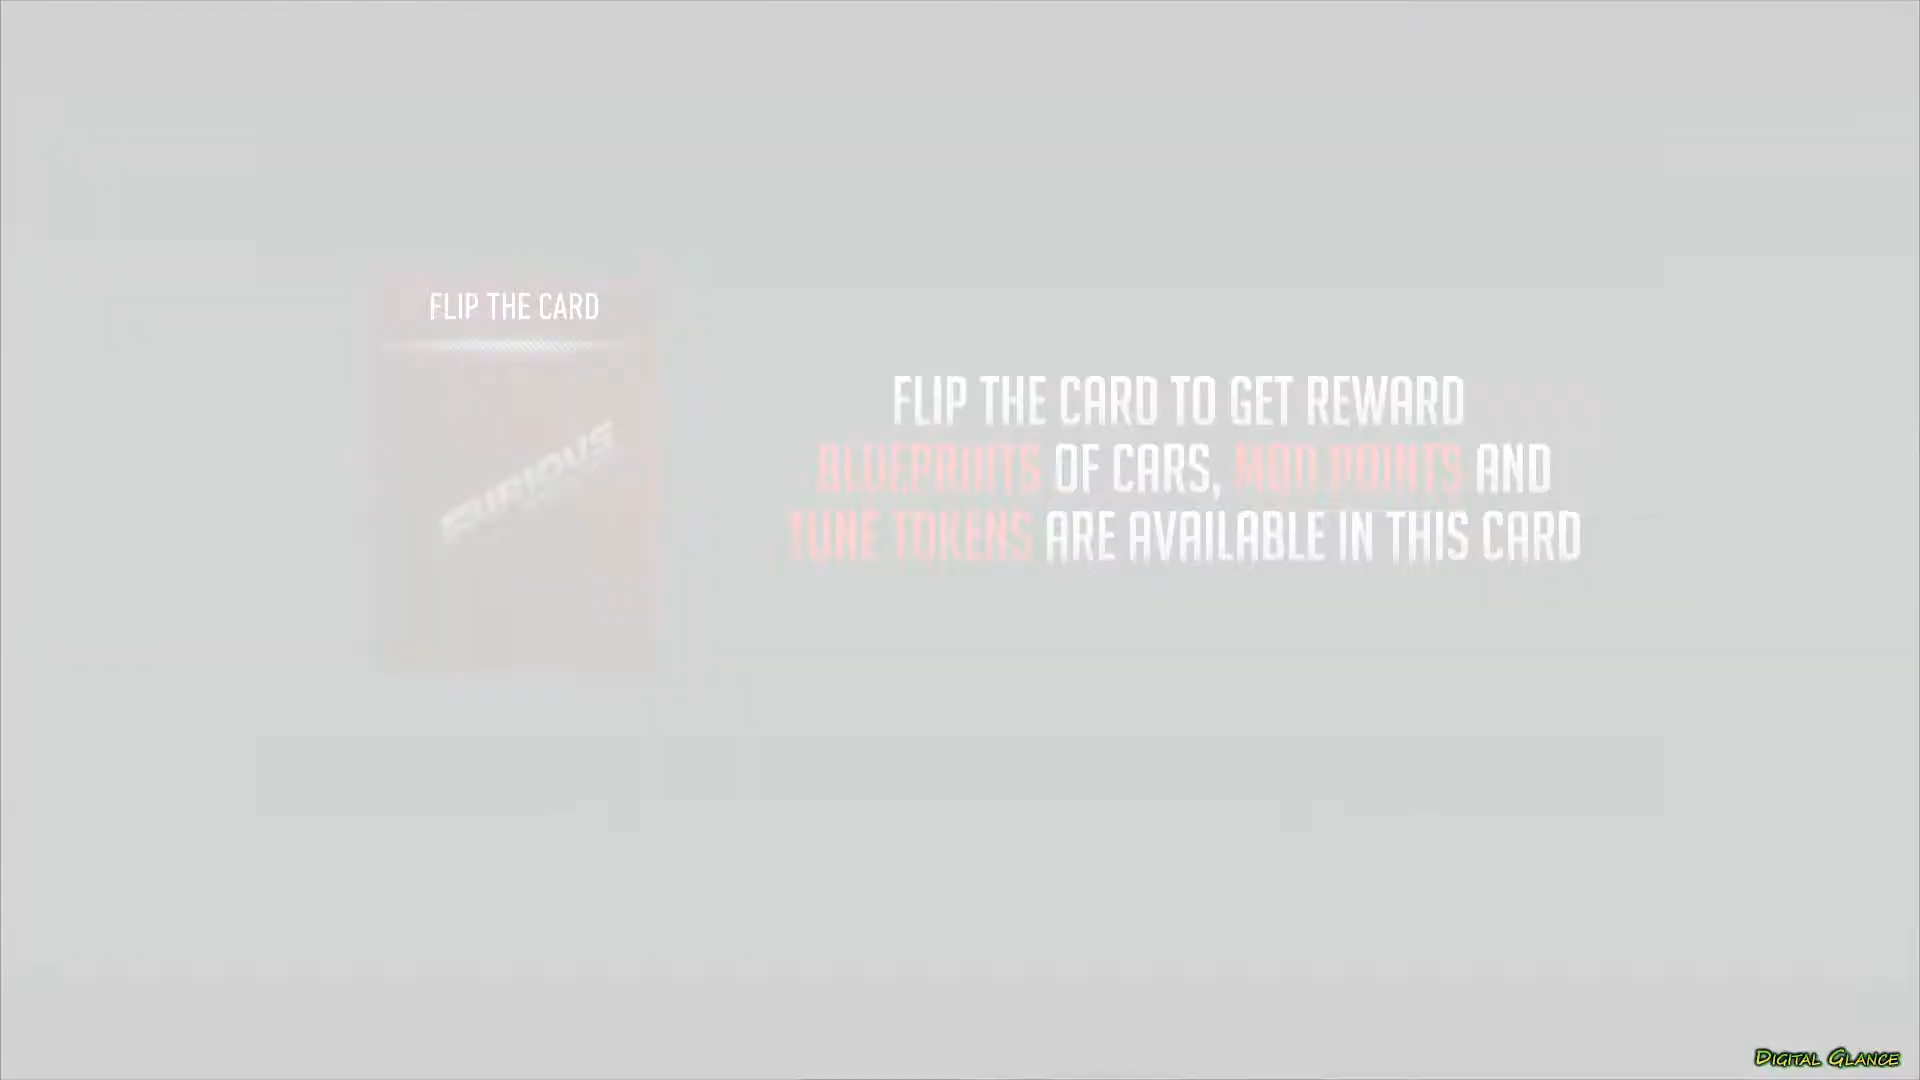 FLIP THE CARD
FURIOUS
FLIP THE CARD TO GET REWARD
BLUEPRINTS OF CARS, MOD POINTS AND
TUNE TOKENS ARE AVAILABLE IN THIS CARD
DIGITAL GLANCE